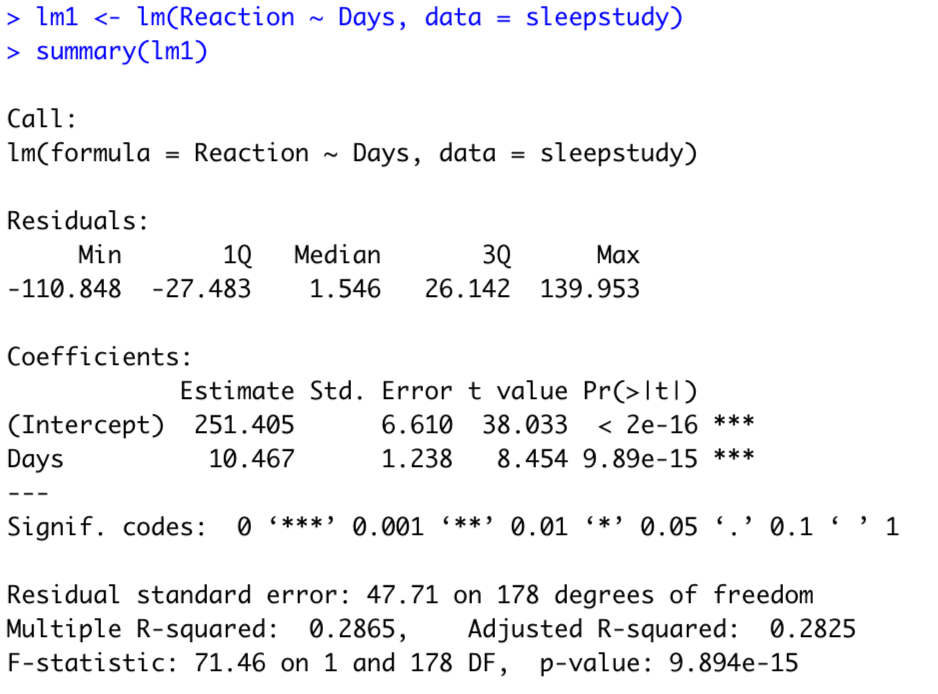 > lm1 <- lm(Reaction ~ Days, data = sleepstudy)
> summary(lm1)

Call:
lm(formula = Reaction ~ Days, data = sleepstudy)

Residuals:
     Min       1Q   Median       3Q      Max
-110.848  -27.483    1.546   26.142  139.953

Coefficients:
            Estimate Std. Error t value Pr(>|t|)
(Intercept)  251.405      6.610  38.033  < 2e-16 ***
Days          10.467      1.238   8.454 9.89e-15 ***
---
Signif. codes:  0 ‘***’ 0.001 ‘**’ 0.01 ‘*’ 0.05 ‘.’ 0.1 ‘ ’ 1

Residual standard error: 47.71 on 178 degrees of freedom
Multiple R-squared:  0.2865,    Adjusted R-squared:  0.2825
F-statistic: 71.46 on 1 and 178 DF,  p-value: 9.894e-15